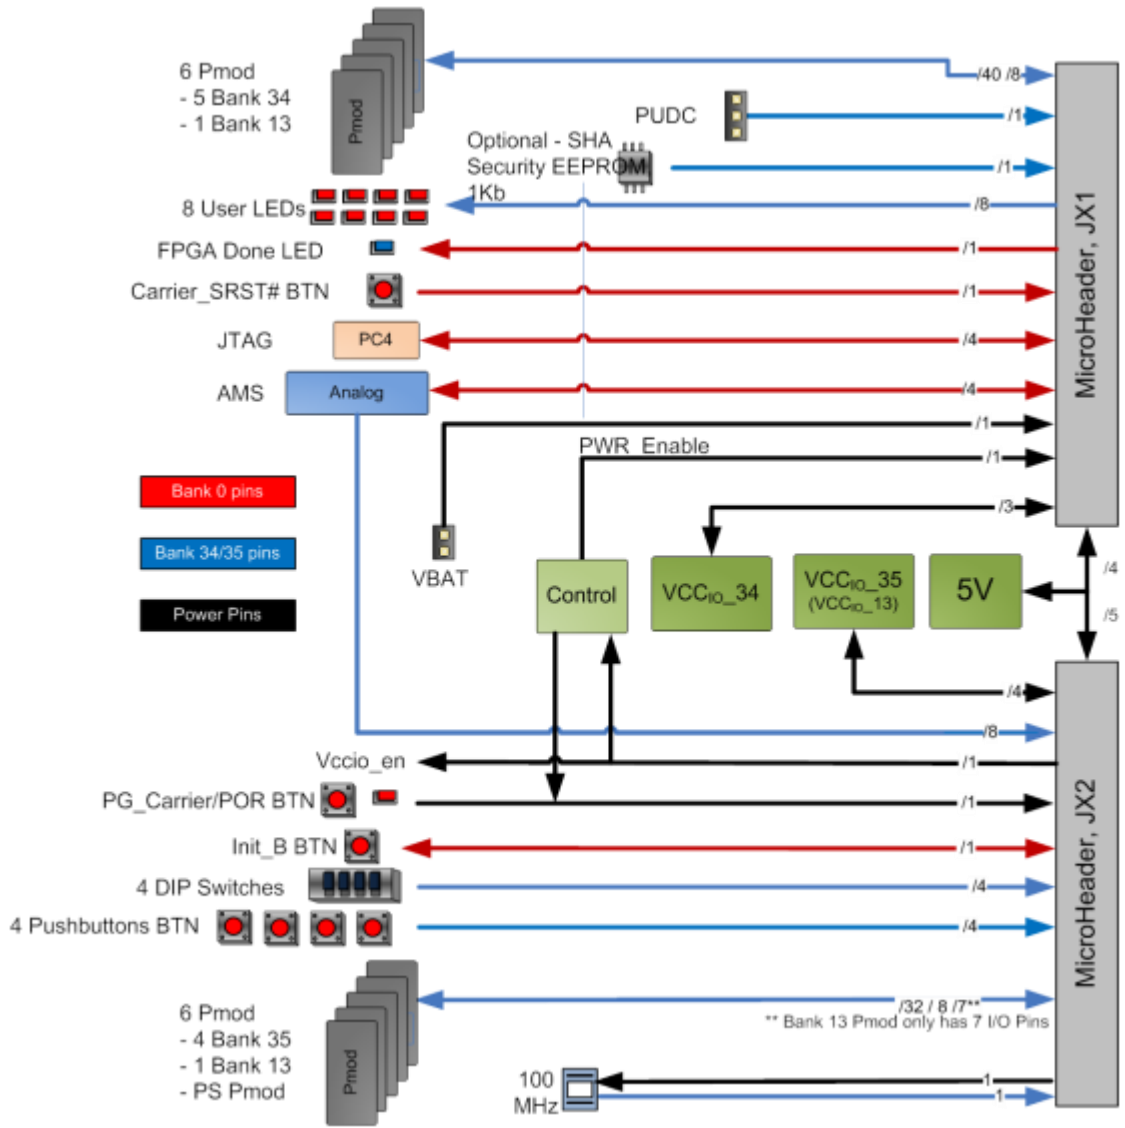 6 Pmod
- 5 Bank 34
- 1 Bank 13
Pmod
/40 /8
PUDC
/1
Optional - SHA
Security EEPROM
1Kb
/1
8 User LEDs
/8
FPGA Done LED
/1
Carrier_SRST# BTN
/1
JTAG
PC4
/4
AMS
Analog
/4
/1
PWR_Enable
/1
/3
MicroHeader, JX1
Bank 0 pins
Bank 34/35 pins
Power Pins
VBAT
Control
VCCIO_34
VCCIO_35
(VCCIO_13)
5V
/4
/5
/4
/8
Vccio_en
/1
PG_Carrier/POR BTN
/1
Init_B BTN
/1
4 DIP Switches
/4
4 Pushbuttons BTN
/4
MicroHeader, JX2
6 Pmod
- 4 Bank 35
- 1 Bank 13
- PS Pmod
Pmod
/32 / 8 /7**
** Bank 13 Pmod only has 7 I/O Pins
100
MHz
1
1